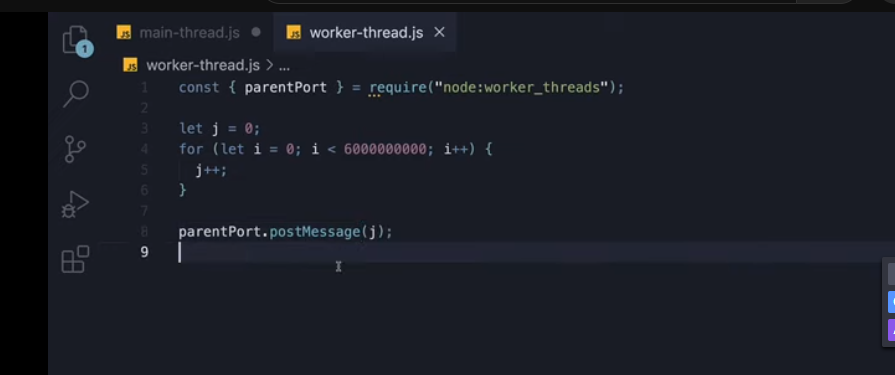 JS main-thread.js
JS worker-thread.js
JS worker-thread.js > ...
1
1 const { parentPort } = require("node:worker_threads");
2
3 let j = 0;
4 for (let i = 0; i < 6000000000; i++) {
5 j++;
6 }
7
8 parentPort.postMessage(j);
9